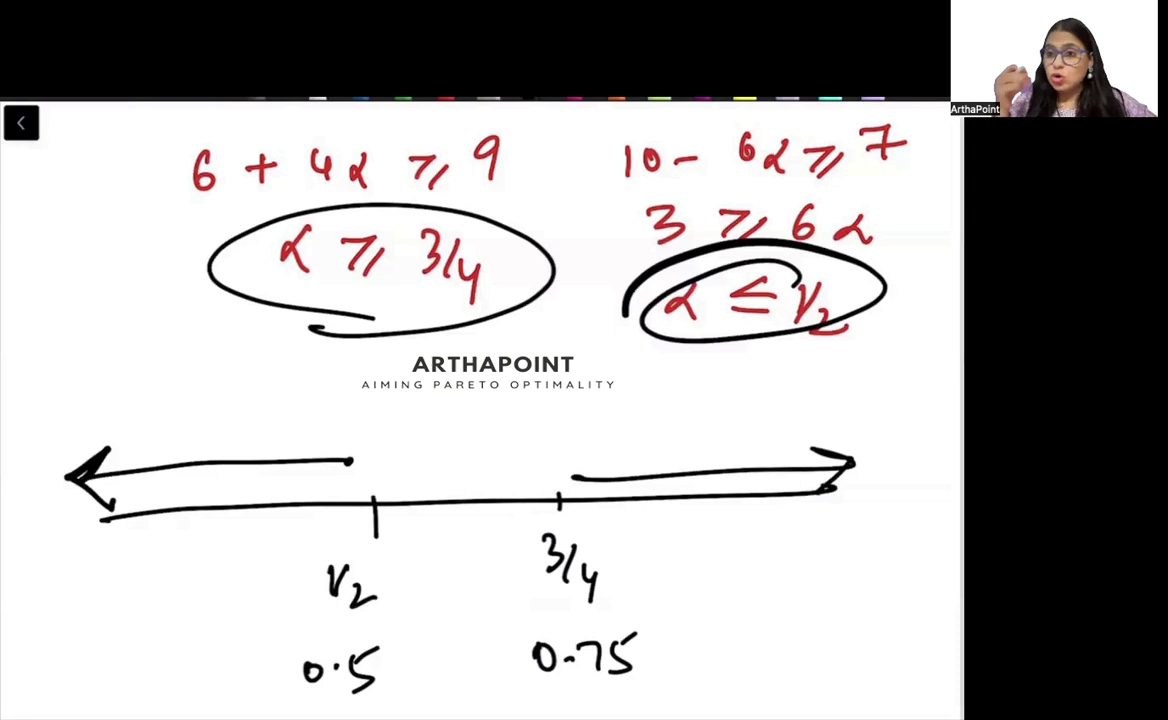 ArthaPoint
6 + 4α ⩾ 9
10 - 6α ⩾ 7
α ⩾ 3/4
3 ⩾ 6α
α ≤ 1/2
ARTHAPOINT
AIMING PARETO OPTIMALITY
1/2
3/4
0.5
0.75